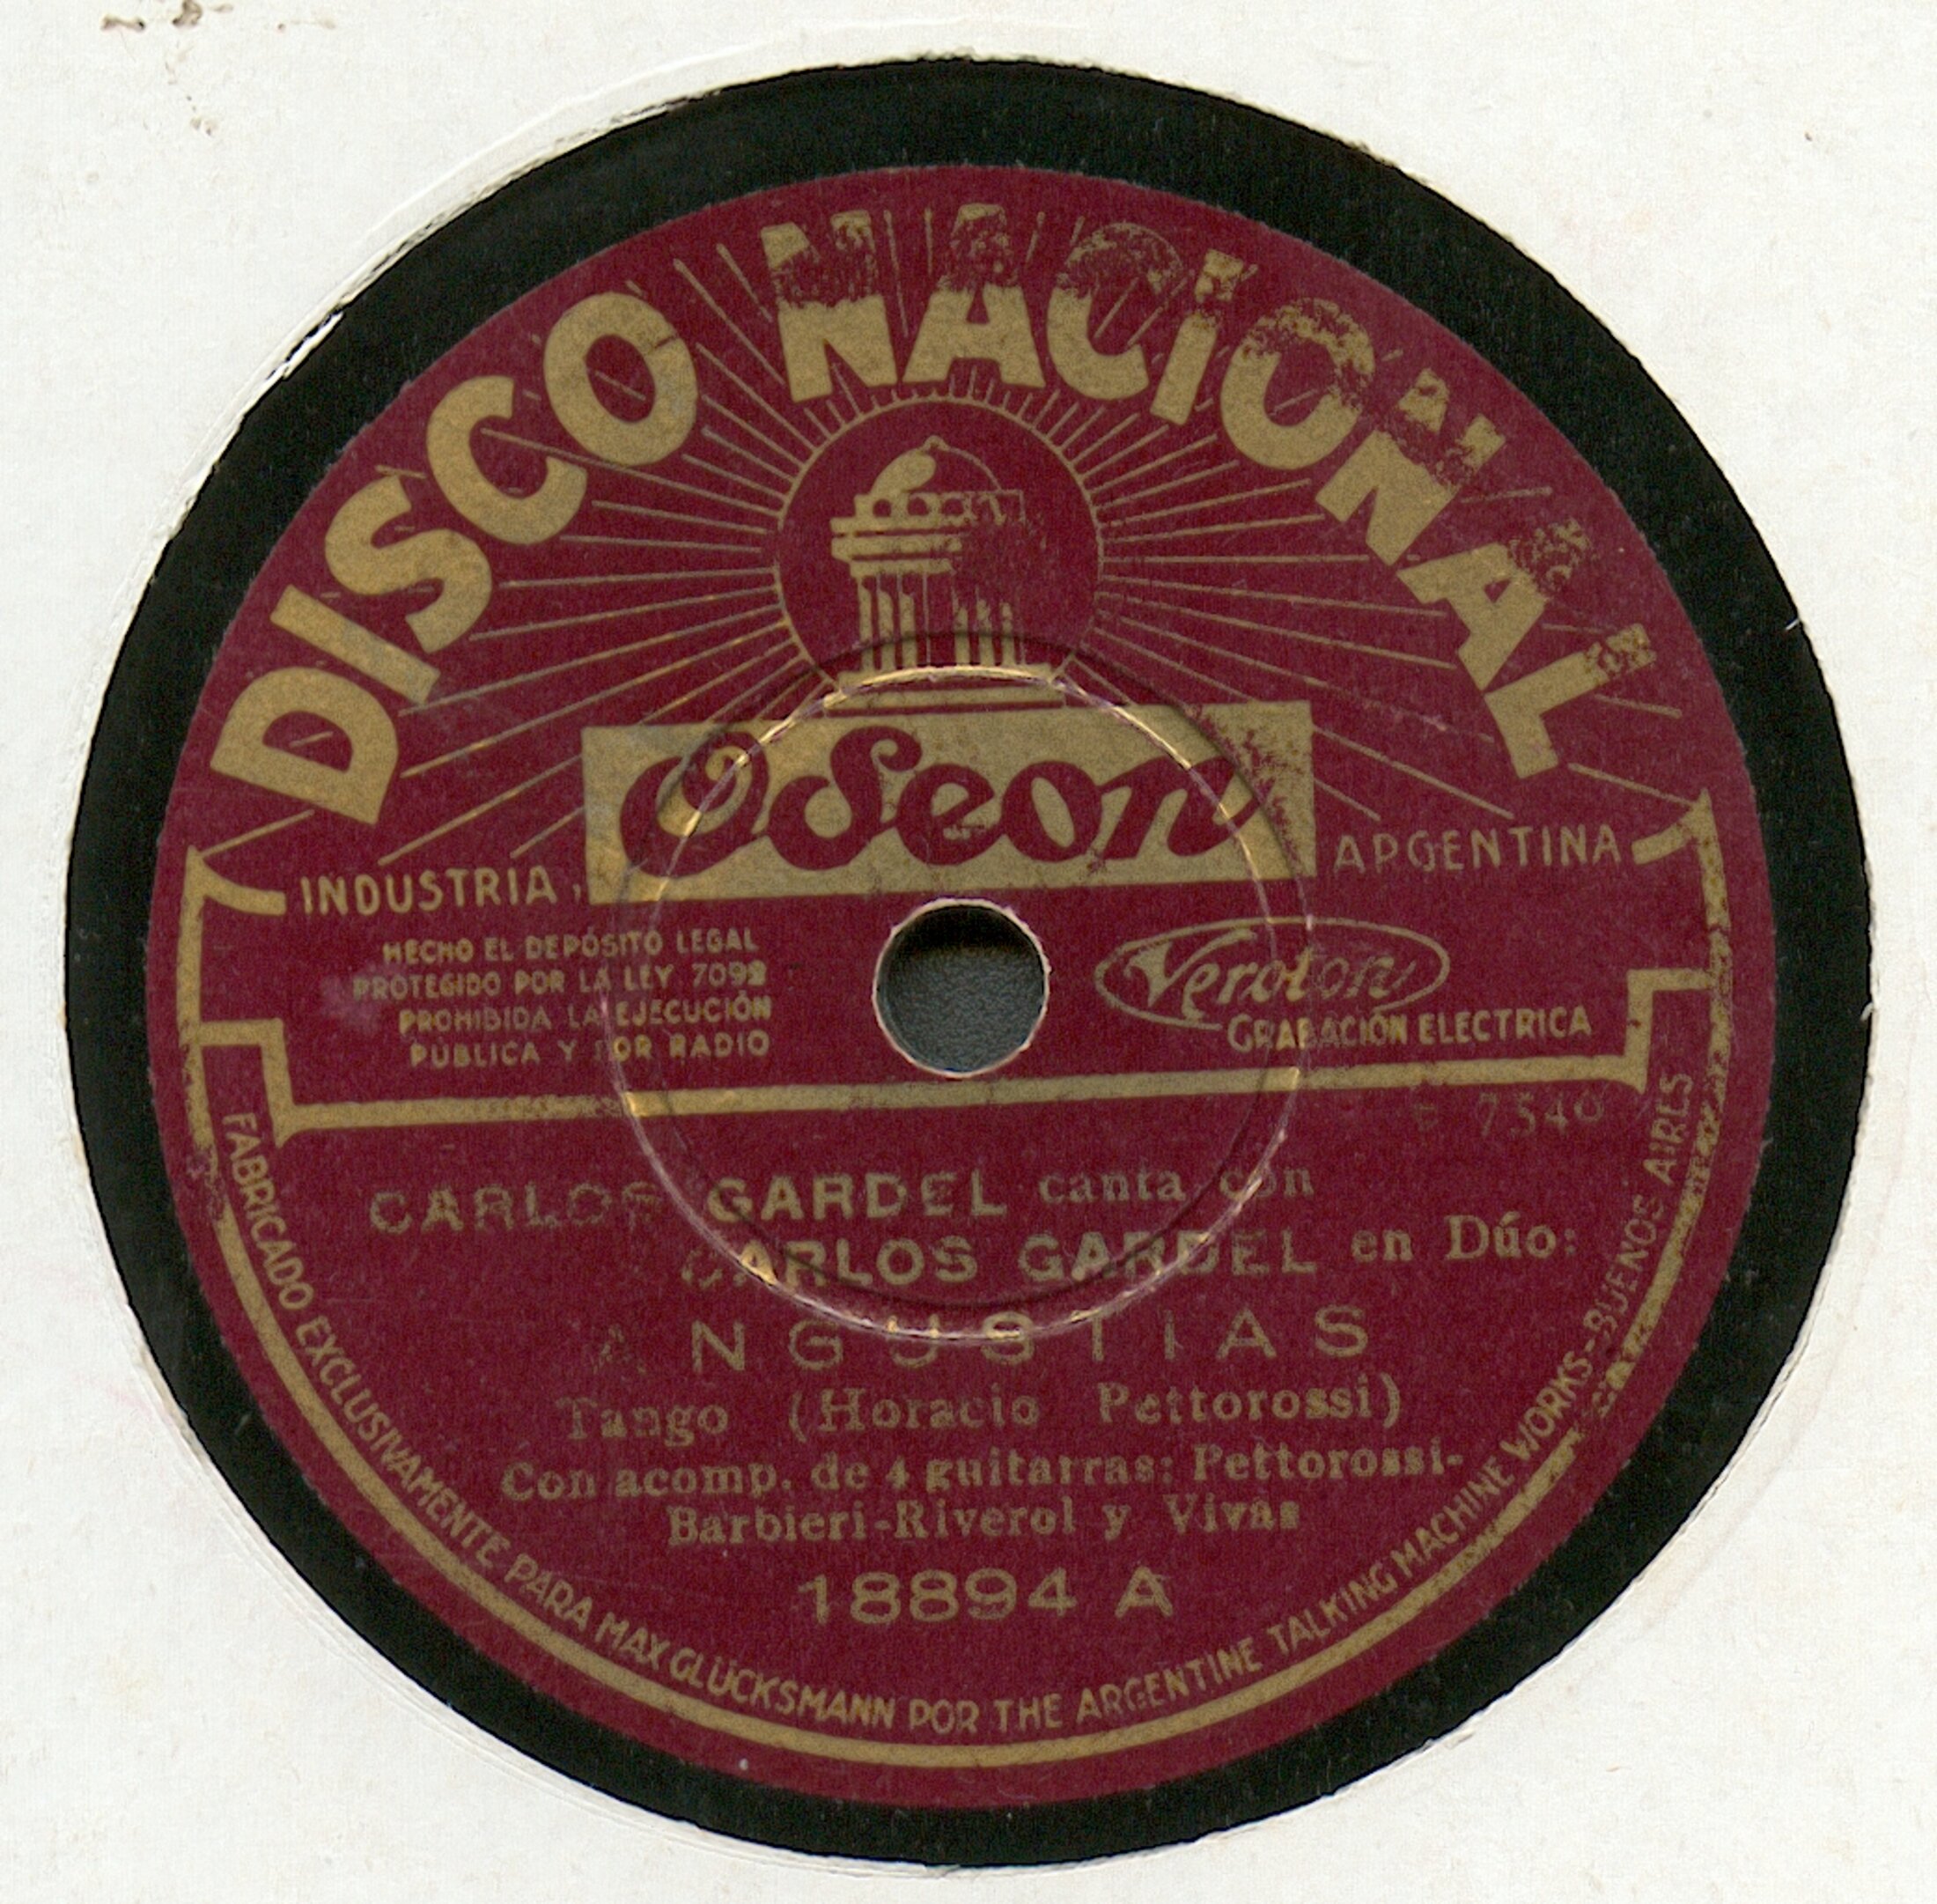 DISCO NACIONAL
Odeon
INDUSTRIA
ARGENTINA
HECHO EL DEPÓSITO LEGAL
PROTEGIDO POR LA LEY 7092
PROHIBIDA LA EJECUCIÓN
PÚBLICA Y POR RADIO
Veroton
GRABACIÓN ELECTRICA
7540
CARLOS GARDEL canta con
CARLOS GARDEL en Dúo:
ANGUSTIAS
Tango (Horacio Pettorossi)
Con acomp. de 4 guitarras: Pettorossi-
Barbieri-Riverol y Vivas
18894 A
FABRICADO EXCLUSIVAMENTE PARA MAX GLÜCKSMANN POR THE ARGENTINE TALKING MACHINE WORKS-BUENOS AIRES